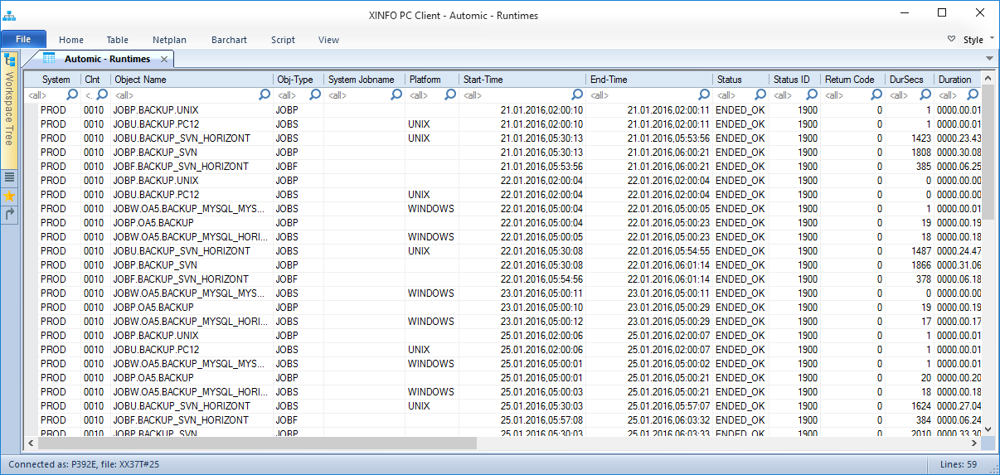 XINFO PC Client - Automic - Runtimes
File Home Table Netplan Barchart Script View Style
Automic - Runtimes
Workspace Tree
System Clnt Object Name Obj-Type System Jobname Platform Start-Time End-Time Status Status ID Return Code DurSecs Duration
<all> <. <all> <all> <all> <all> <all> <all> <all> <all> <all> <all> <all>
PROD 0010 JOBP.BACKUP.UNIX JOBP 21.01.2016,02:00:10 21.01.2016,02:00:11 ENDED_OK 1900 0 1 0000.00.01
PROD 0010 JOBU.BACKUP.PC12 JOBS UNIX 21.01.2016,02:00:10 21.01.2016,02:00:11 ENDED_OK 1900 0 1 0000.00.01
PROD 0010 JOBU.BACKUP_SVN_HORIZONT JOBS UNIX 21.01.2016,05:30:13 21.01.2016,05:53:56 ENDED_OK 1900 0 1423 0000.23.43
PROD 0010 JOBP.BACKUP_SVN JOBP 21.01.2016,05:30:13 21.01.2016,06:00:21 ENDED_OK 1900 0 1808 0000.30.08
PROD 0010 JOBF.BACKUP_SVN_HORIZONT JOBF 21.01.2016,05:53:56 21.01.2016,06:00:21 ENDED_OK 1900 0 385 0000.06.25
PROD 0010 JOBP.BACKUP.UNIX JOBP 22.01.2016,02:00:04 22.01.2016,02:00:04 ENDED_OK 1900 0 0 0000.00.00
PROD 0010 JOBU.BACKUP.PC12 JOBS UNIX 22.01.2016,02:00:04 22.01.2016,02:00:04 ENDED_OK 1900 0 0 0000.00.00
PROD 0010 JOBW.OA5.BACKUP_MYSQL_MYS... JOBS WINDOWS 22.01.2016,05:00:04 22.01.2016,05:00:05 ENDED_OK 1900 0 1 0000.00.01
PROD 0010 JOBP.OA5.BACKUP JOBP 22.01.2016,05:00:04 22.01.2016,05:00:23 ENDED_OK 1900 0 19 0000.00.19
PROD 0010 JOBW.OA5.BACKUP_MYSQL_HORI... JOBS WINDOWS 22.01.2016,05:00:05 22.01.2016,05:00:23 ENDED_OK 1900 0 18 0000.00.18
PROD 0010 JOBU.BACKUP_SVN_HORIZONT JOBS UNIX 22.01.2016,05:30:08 22.01.2016,05:54:55 ENDED_OK 1900 0 1487 0000.24.47
PROD 0010 JOBP.BACKUP_SVN JOBP 22.01.2016,05:30:08 22.01.2016,06:01:14 ENDED_OK 1900 0 1866 0000.31.06
PROD 0010 JOBF.BACKUP_SVN_HORIZONT JOBF 22.01.2016,05:54:56 22.01.2016,06:01:14 ENDED_OK 1900 0 378 0000.06.18
PROD 0010 JOBW.OA5.BACKUP_MYSQL_MYS... JOBS WINDOWS 23.01.2016,05:00:11 23.01.2016,05:00:11 ENDED_OK 1900 0 0 0000.00.00
PROD 0010 JOBP.OA5.BACKUP JOBP 23.01.2016,05:00:10 23.01.2016,05:00:29 ENDED_OK 1900 0 19 0000.00.19
PROD 0010 JOBW.OA5.BACKUP_MYSQL_HORI... JOBS WINDOWS 23.01.2016,05:00:12 23.01.2016,05:00:29 ENDED_OK 1900 0 17 0000.00.17
PROD 0010 JOBP.BACKUP.UNIX JOBP 25.01.2016,02:00:06 25.01.2016,02:00:07 ENDED_OK 1900 0 1 0000.00.01
PROD 0010 JOBU.BACKUP.PC12 JOBS UNIX 25.01.2016,02:00:06 25.01.2016,02:00:07 ENDED_OK 1900 0 1 0000.00.01
PROD 0010 JOBW.OA5.BACKUP_MYSQL_MYS... JOBS WINDOWS 25.01.2016,05:00:01 25.01.2016,05:00:02 ENDED_OK 1900 0 1 0000.00.01
PROD 0010 JOBP.OA5.BACKUP JOBP 25.01.2016,05:00:01 25.01.2016,05:00:21 ENDED_OK 1900 0 20 0000.00.20
PROD 0010 JOBW.OA5.BACKUP_MYSQL_HORI... JOBS WINDOWS 25.01.2016,05:00:03 25.01.2016,05:00:21 ENDED_OK 1900 0 18 0000.00.18
PROD 0010 JOBU.BACKUP_SVN_HORIZONT JOBS UNIX 25.01.2016,05:30:03 25.01.2016,05:57:07 ENDED_OK 1900 0 1624 0000.27.04
PROD 0010 JOBF.BACKUP_SVN_HORIZONT JOBF 25.01.2016,05:57:08 25.01.2016,06:03:32 ENDED_OK 1900 0 384 0000.06.24
PROD 0010 JOBP.BACKUP_SVN JOBP 25.01.2016,05:30:03 25.01.2016,06:03:33 ENDED_OK 1900 0 2010 0000.33.30
Connected as: P392E, file: XX37T#25 Lines: 59